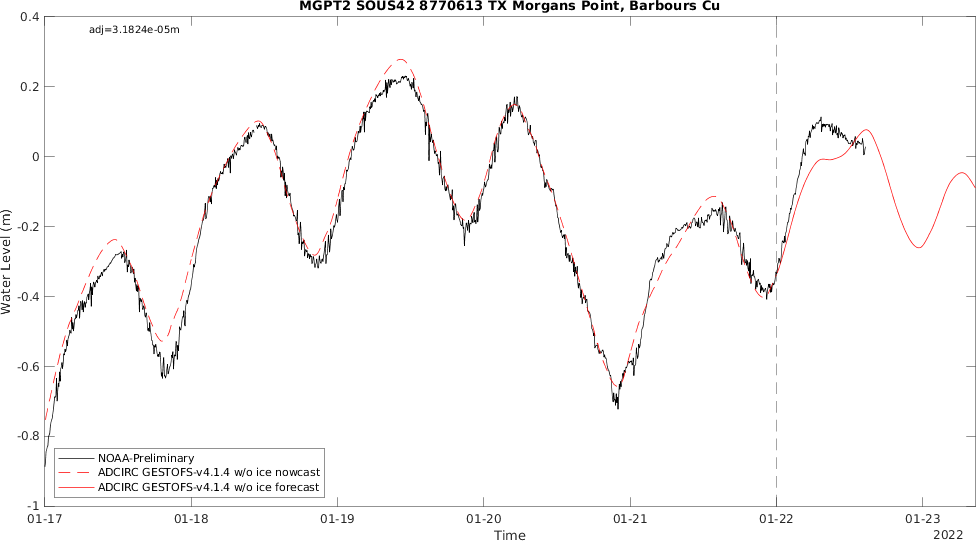 MGPT2 SOUS42 8770613 TX Morgans Point, Barbours Cu
adj=3.1824e-05m
0.4
0.2
0
-0.2
-0.4
-0.6
-0.8
-1
Water Level (m)
NOAA-Preliminary
ADCIRC GESTOFS-v4.1.4 w/o ice nowcast
ADCIRC GESTOFS-v4.1.4 w/o ice forecast
01-17 01-18 01-19 01-20 01-21 01-22 01-23
Time
2022